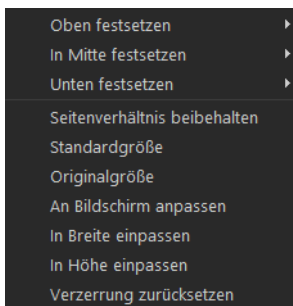 Oben festsetzen
In Mitte festsetzen
Unten festsetzen
Seitenverhältnis beibehalten
Standardgröße
Originalgröße
An Bildschirm anpassen
In Breite einpassen
In Höhe einpassen
Verzerrung zurücksetzen